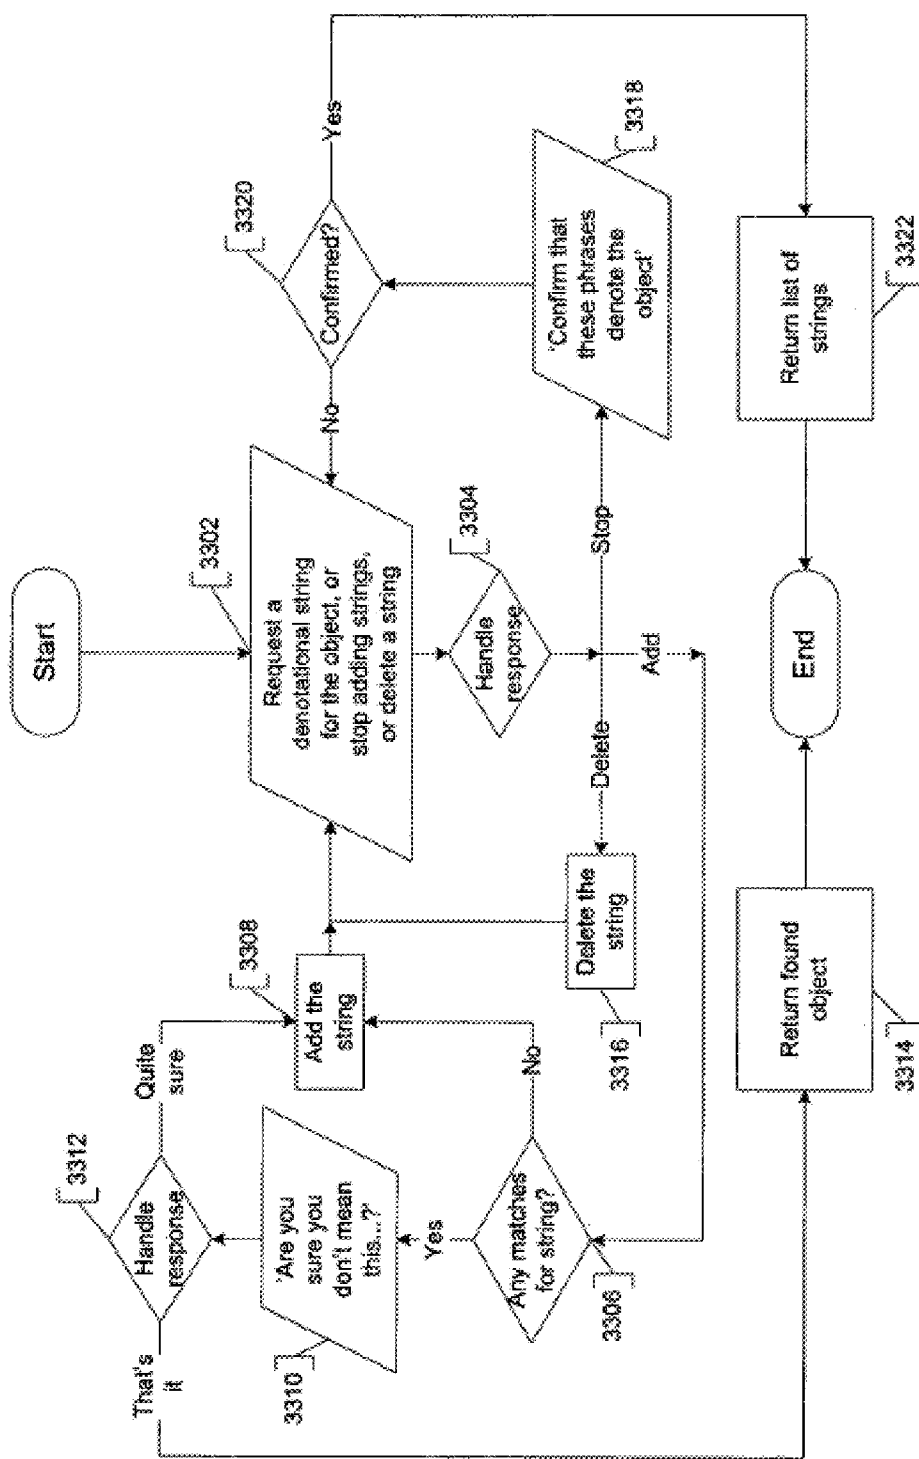 Start
3302
Request a
denotational string
for the object, or
stop adding strings,
or delete a string
3304
Handle
response
Stop
Delete
Add
No
Confirmed?
3320
Yes
'Confirm that
these phrases
denote the
object'
3318
Return list of
strings
3322
End
Delete the
string
3316
Add the
string
3308
Any matches
for string?
3306
No
Yes
'Are you
sure you
don't mean
this...?'
3310
Handle
response
3312
Quite
sure
That's
it
Return found
object
3314